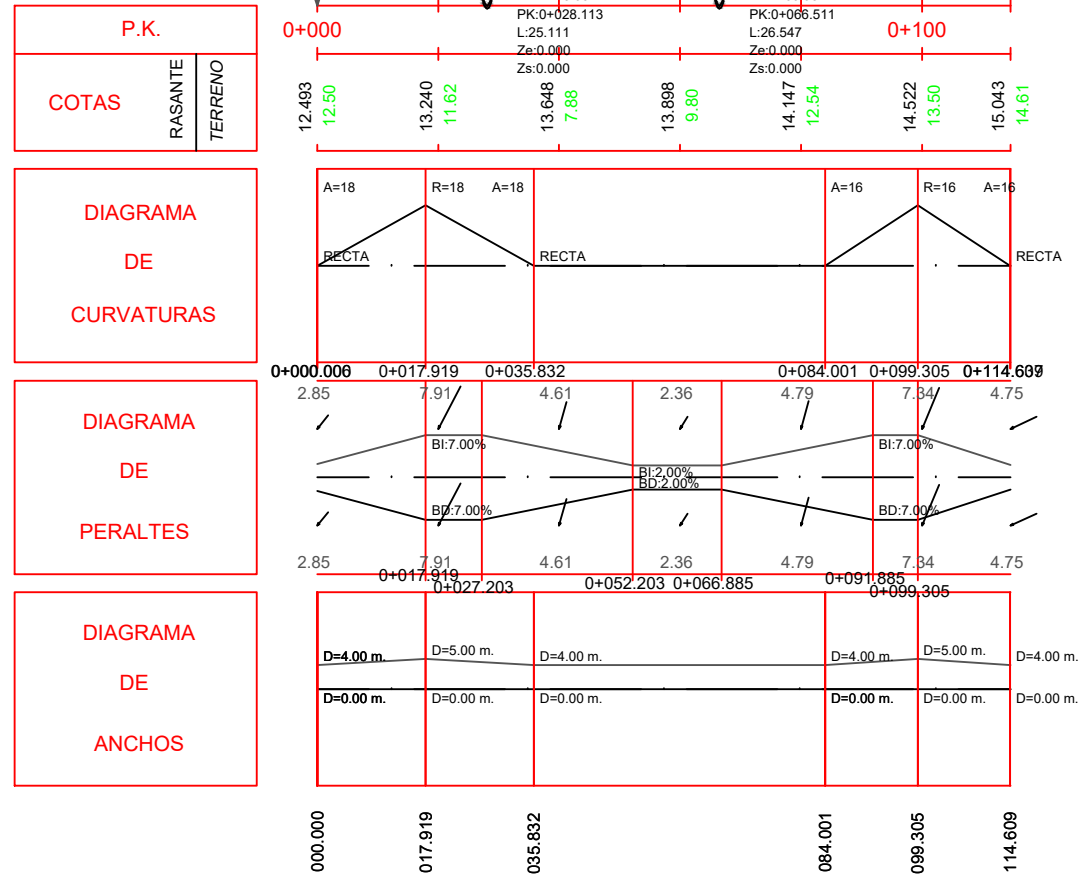 PK:0+028.113
L:25.111
Ze:0.000
Zs:0.000
PK:0+066.511
L:26.547
Ze:0.000
Zs:0.000
P.K.
0+000
0+100
COTAS
RASANTE
TERRENO
12.493
12.50
13.240
11.62
13.648
7.88
13.898
9.80
14.147
12.54
14.522
13.50
15.043
14.61
DIAGRAMA
DE
CURVATURAS
A=18
R=18
A=18
A=16
R=16
A=16
RECTA
RECTA
RECTA
0+017.919
0+035.832
0+084.001
0+099.305
DIAGRAMA
DE
PERALTES
2.85
7.91
4.61
2.36
4.79
7.34
4.75
BI:7.00%
BI:7.00%
BI:2.00%
BD:2.00%
BD:7.00%
BD:7.00%
2.85
7.91
4.61
2.36
4.79
7.34
4.75
0+017.919
0+027.203
0+052.203
0+066.885
0+091.885
0+099.305
DIAGRAMA
DE
ANCHOS
D=4.00 m.
D=5.00 m.
D=4.00 m.
D=4.00 m.
D=5.00 m.
D=4.00 m.
D=0.00 m.
D=0.00 m.
D=0.00 m.
D=0.00 m.
D=0.00 m.
D=0.00 m.
000.000
017.919
035.832
084.001
099.305
114.609